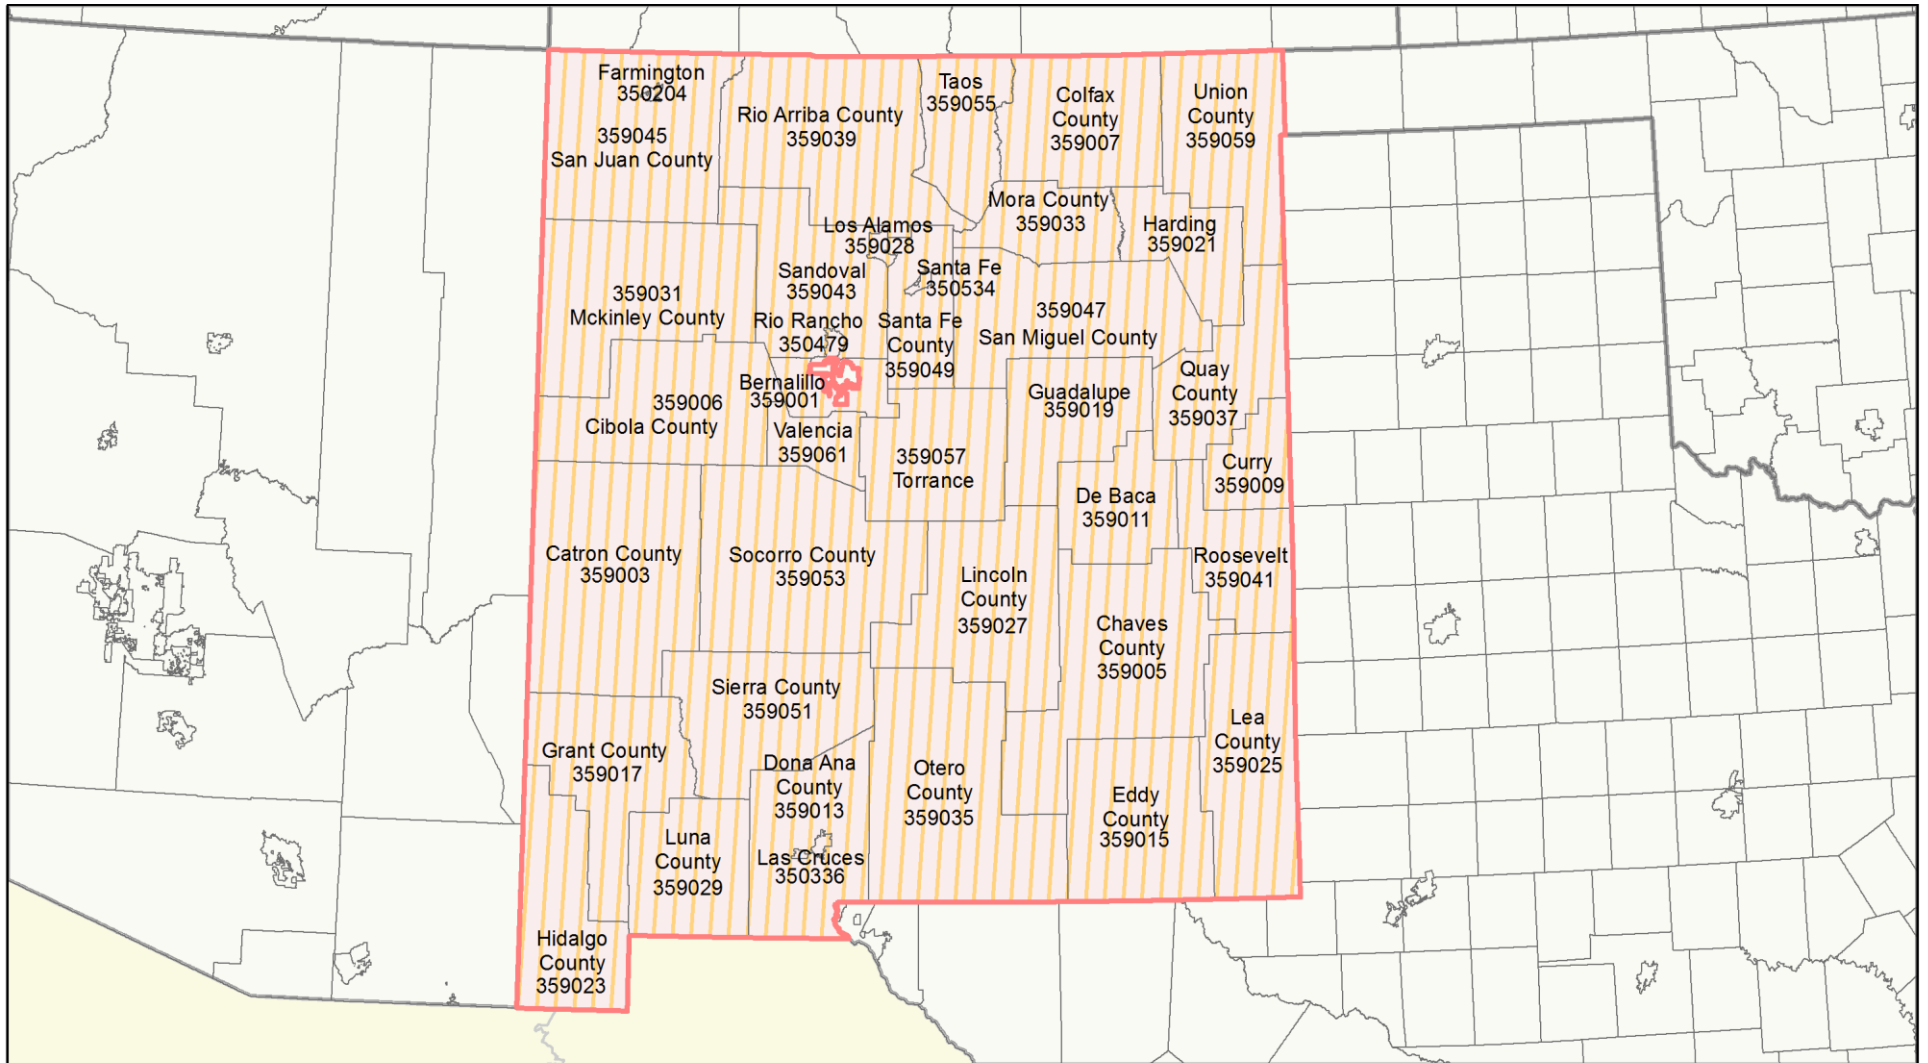 Farmington
350204
359045
San Juan County
Rio Arriba County
359039
Taos
359055
Colfax
County
359007
Union
County
359059
Mora County
359033
Harding
359021
Los Alamos
359028
Sandoval
359043
Santa Fe
350534
359031
Mckinley County
Rio Rancho
350479
Santa Fe
County
359049
359047
San Miguel County
Bernalillo
359001
359006
Cibola County
Valencia
359061
359057
Torrance
Guadalupe
359019
Quay
County
359037
Curry
359009
De Baca
359011
Roosevelt
359041
Catron County
359003
Socorro County
359053
Lincoln
County
359027
Chaves
County
359005
Sierra County
359051
Lea
County
359025
Grant County
359017
Dona Ana
County
359013
Otero
County
359035
Eddy
County
359015
Luna
County
359029
Las Cruces
350336
Hidalgo
County
359023